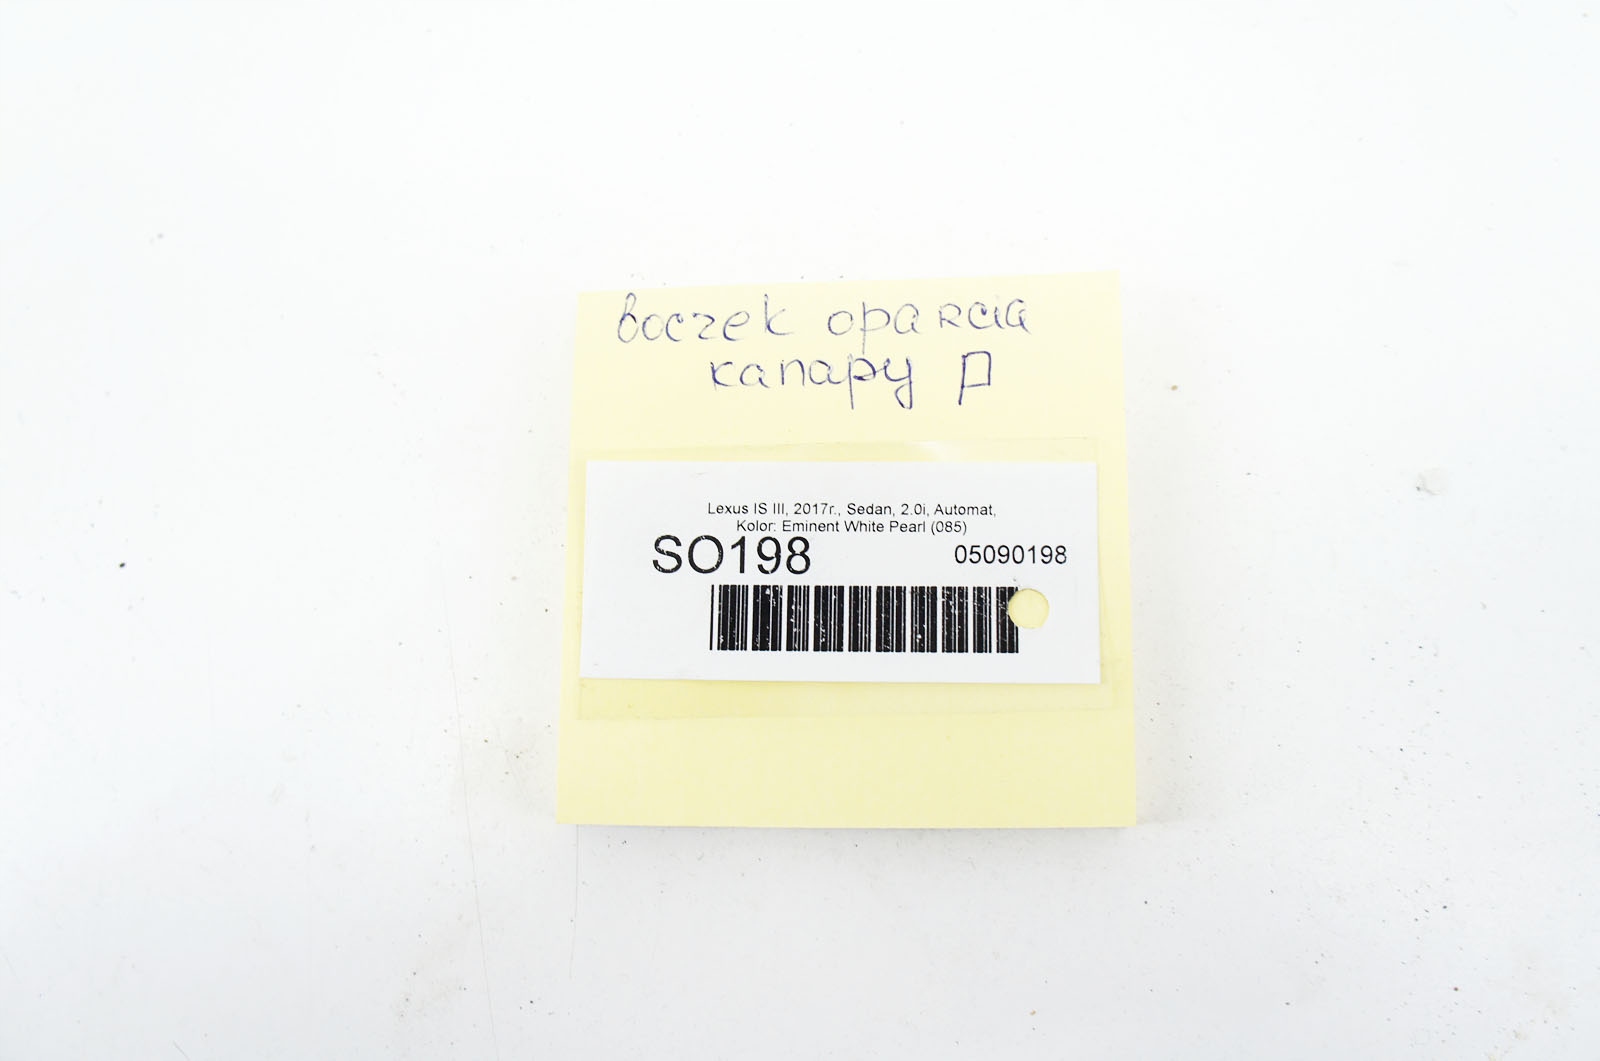 boczek oparcia
kanapy P
Lexus IS III, 2017r., Sedan, 2.0i, Automat,
Kolor: Eminent White Pearl (085)
SO198 05090198